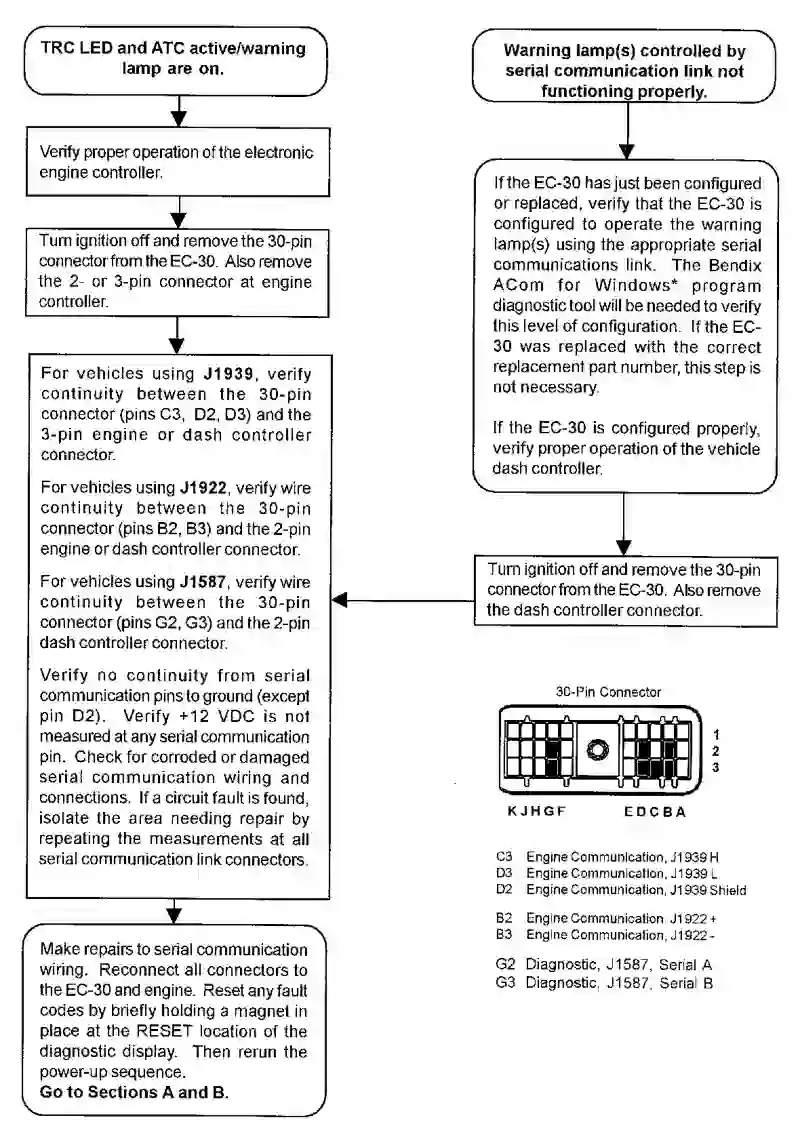 TRC LED and ATC active/warning
lamp are on.
Verify proper operation of the electronic
engine controller.
Turn ignition off and remove the 30-pin
connector from the EC-30. Also remove
the 2- or 3-pin connector at engine
controller.
For vehicles using J1939, verify
continuity between the 30-pin
connector (pins C3, D2, D3) and the
3-pin engine or dash controller
connector.
For vehicles using J1922, verify wire
continuity between the 30-pin
connector (pins B2, B3) and the 2-pin
engine or dash controller connector.
For vehicles using J1587, verify wire
continuity between the 30-pin
connector (pins G2, G3) and the 2-pin
dash controller connector.
Verify no continuity from serial
communication pins to ground (except
pin D2). Verify +12 VDC is not
measured at any serial communication
pin. Check for corroded or damaged
serial communication wiring and
connections. If a circuit fault is found,
isolate the area needing repair by
repeating the measurements at all
serial communication link connectors.
Make repairs to serial communication
wiring. Reconnect all connectors to
the EC-30 and engine. Reset any fault
codes by briefly holding a magnet in
place at the RESET location of the
diagnostic display. Then rerun the
power-up sequence.
Go to Sections A and B.
Warning lamp(s) controlled by
serial communication link not
functioning properly.
If the EC-30 has just been configured
or replaced, verify that the EC-30 is
configured to operate the warning
lamp(s) using the appropriate serial
communications link. The Bendix
ACom for Windows* program
diagnostic tool will be needed to verify
this level of configuration. If the EC-
30 was replaced with the correct
replacement part number, this step is
not necessary.
If the EC-30 is configured properly,
verify proper operation of the vehicle
dash controller.
Turn ignition off and remove the 30-pin
connector from the EC-30. Also remove
the dash controller connector.
30-Pin Connector
1
2
3
K J H G F E D C B A
C3 Engine Communication, J1939 H
D3 Engine Communication, J1939 L
D2 Engine Communication, J1939 Shield
B2 Engine Communication, J1922 +
B3 Engine Communication, J1922 -
G2 Diagnostic, J1587, Serial A
G3 Diagnostic, J1587, Serial B